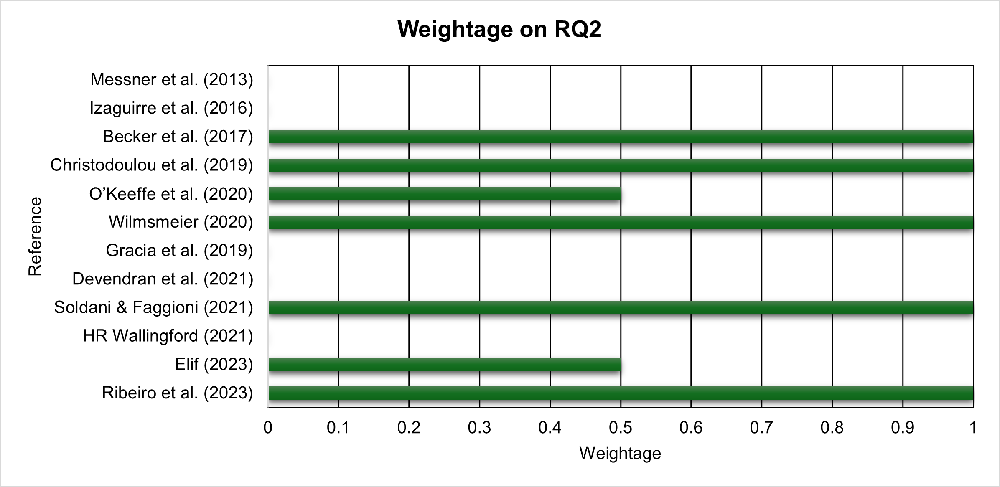 Weightage on RQ2
Messner et al. (2013)
Izaguirre et al. (2016)
Becker et al. (2017)
Christodoulou et al. (2019)
O’Keeffe et al. (2020)
Wilmsmeier (2020)
Gracia et al. (2019)
Devendran et al. (2021)
Soldani & Faggioni (2021)
HR Wallingford (2021)
Elif (2023)
Ribeiro et al. (2023)
Reference
0 0.1 0.2 0.3 0.4 0.5 0.6 0.7 0.8 0.9 1
Weightage